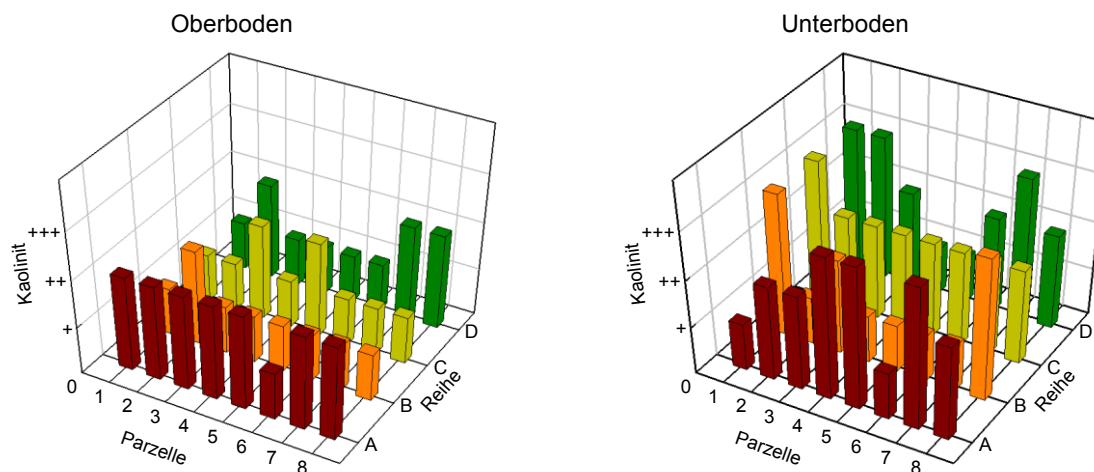 Oberboden
Kaolinit
+++
++
+
0
1
2
3
4
5
6
7
8
Parzelle
A
B
C
D
Reihe
Unterboden
Kaolinit
+++
++
+
0
1
2
3
4
5
6
7
8
Parzelle
A
B
C
D
Reihe